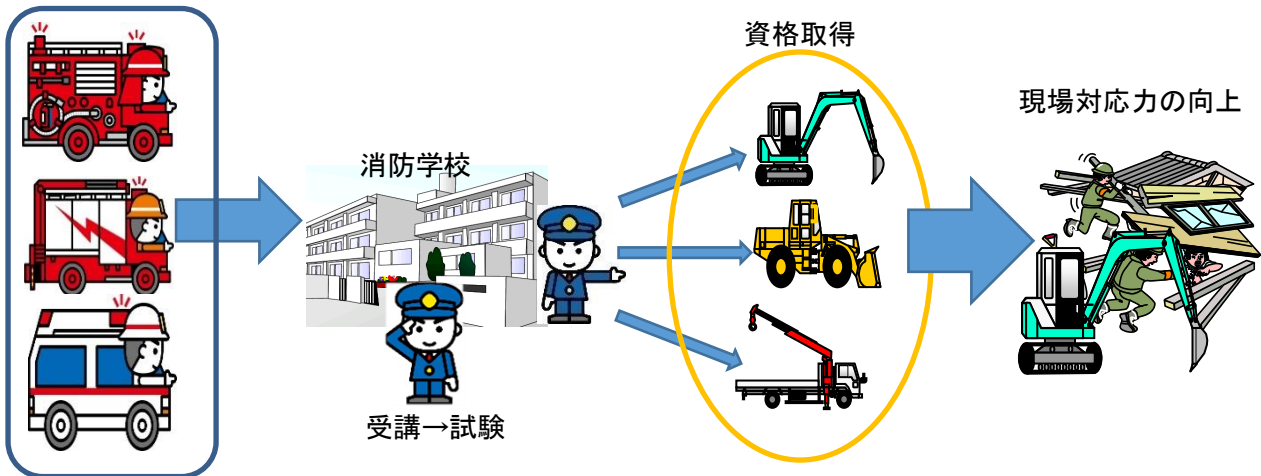 資格取得
現場対応力の向上
消防学校
受講→試験